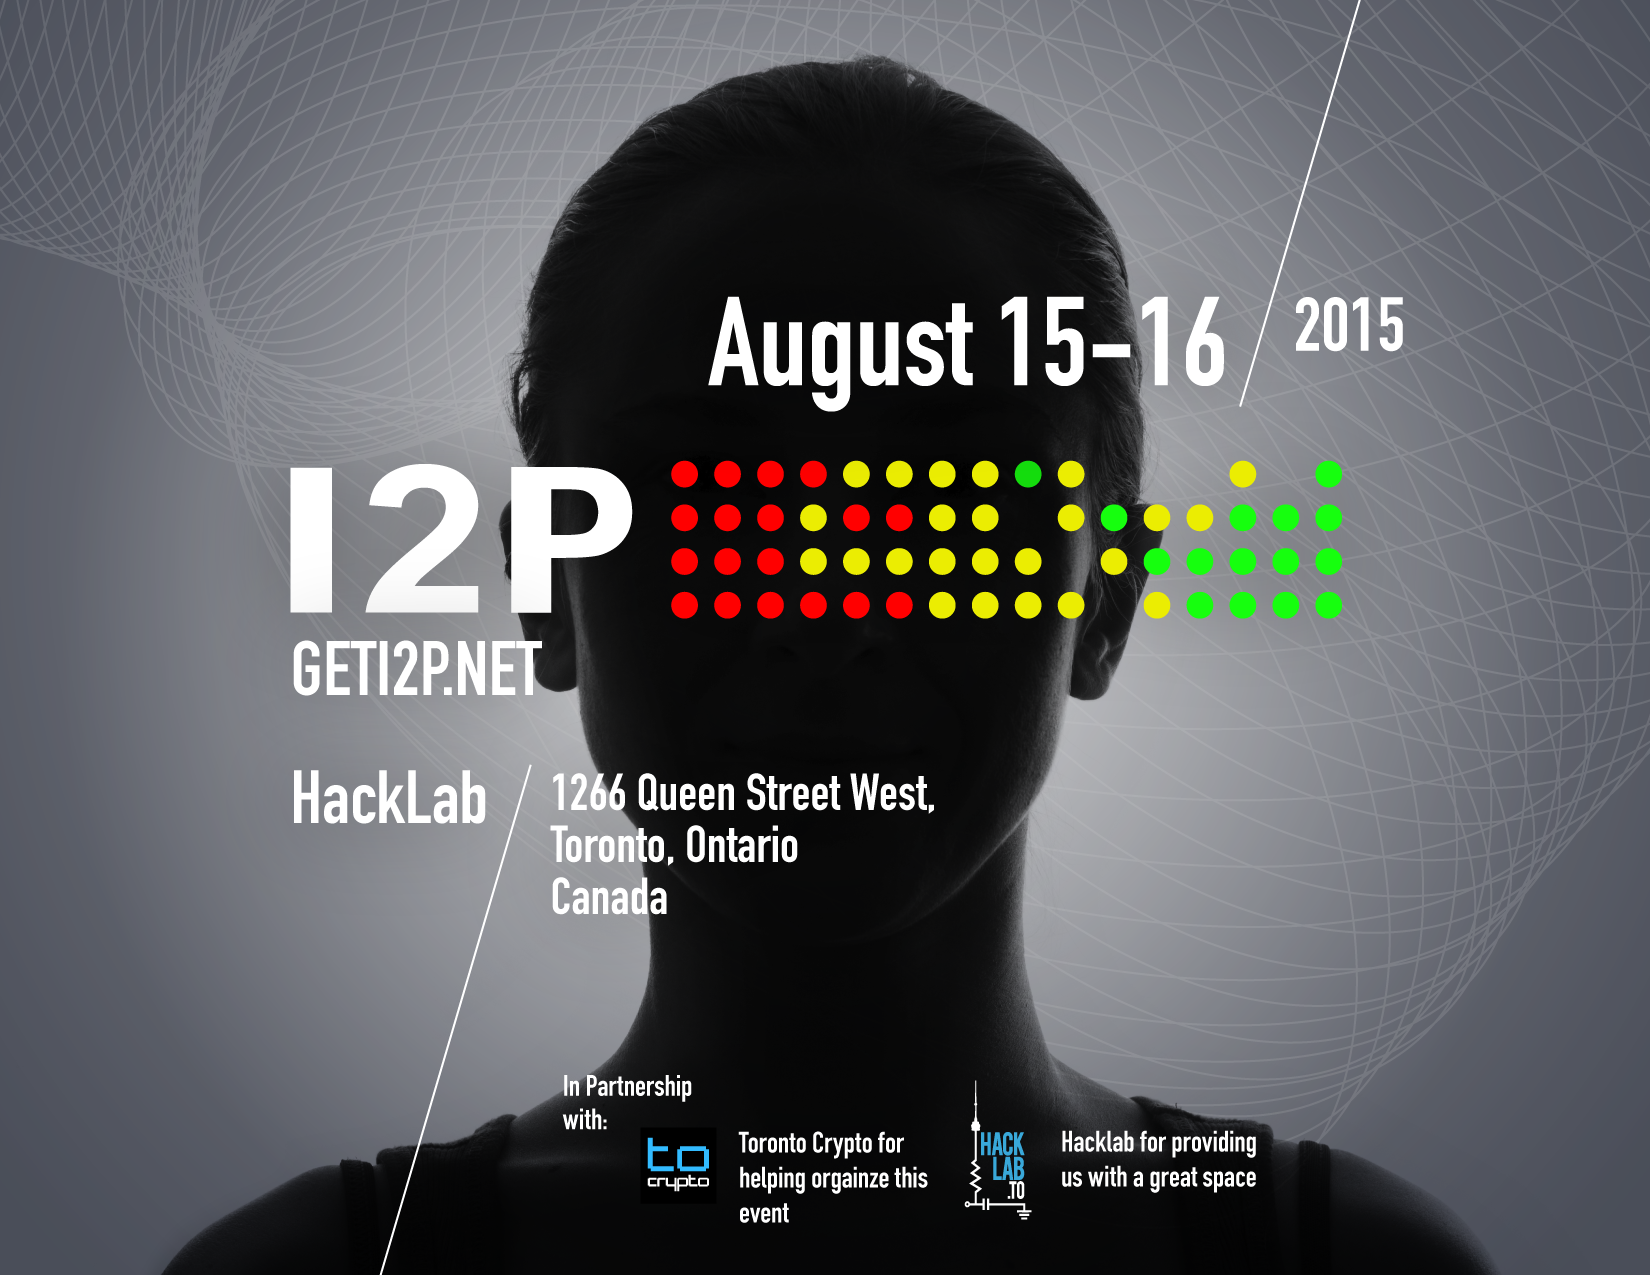 August 15-16
2015
I2P
GETI2P.NET
HackLab
1266 Queen Street West,
Toronto, Ontario
Canada
In Partnership
with:
to
crypto
Toronto Crypto for
helping orgainze this
event
HACK
LAB
.TO
Hacklab for providing
us with a great space